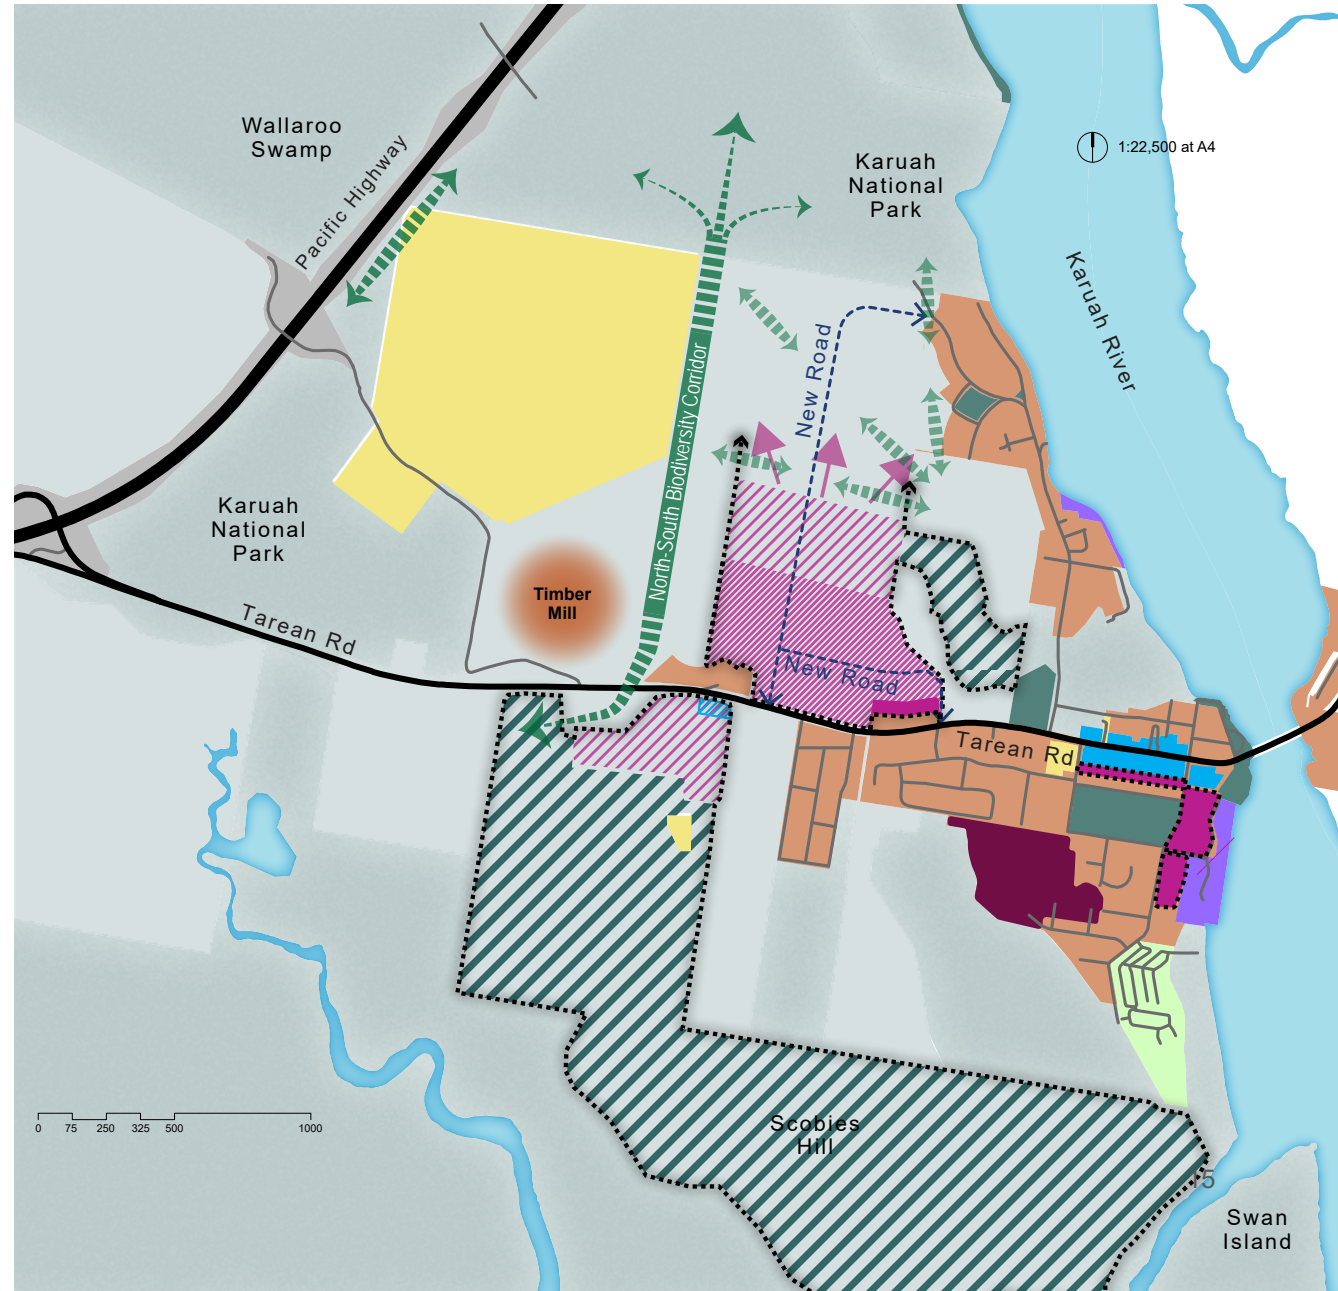 Wallaroo
Swamp
Pacific Highway
Karuah
National
Park
1:22,500 at A4
Karuah River
New Road
North-South Biodiversity Corridor
Karuah
National
Park
Timber
Mill
Tarean Rd
New Road
Tarean Rd
0 75 250 325 500 1000
Scobies
Hill
15
Swan
Island